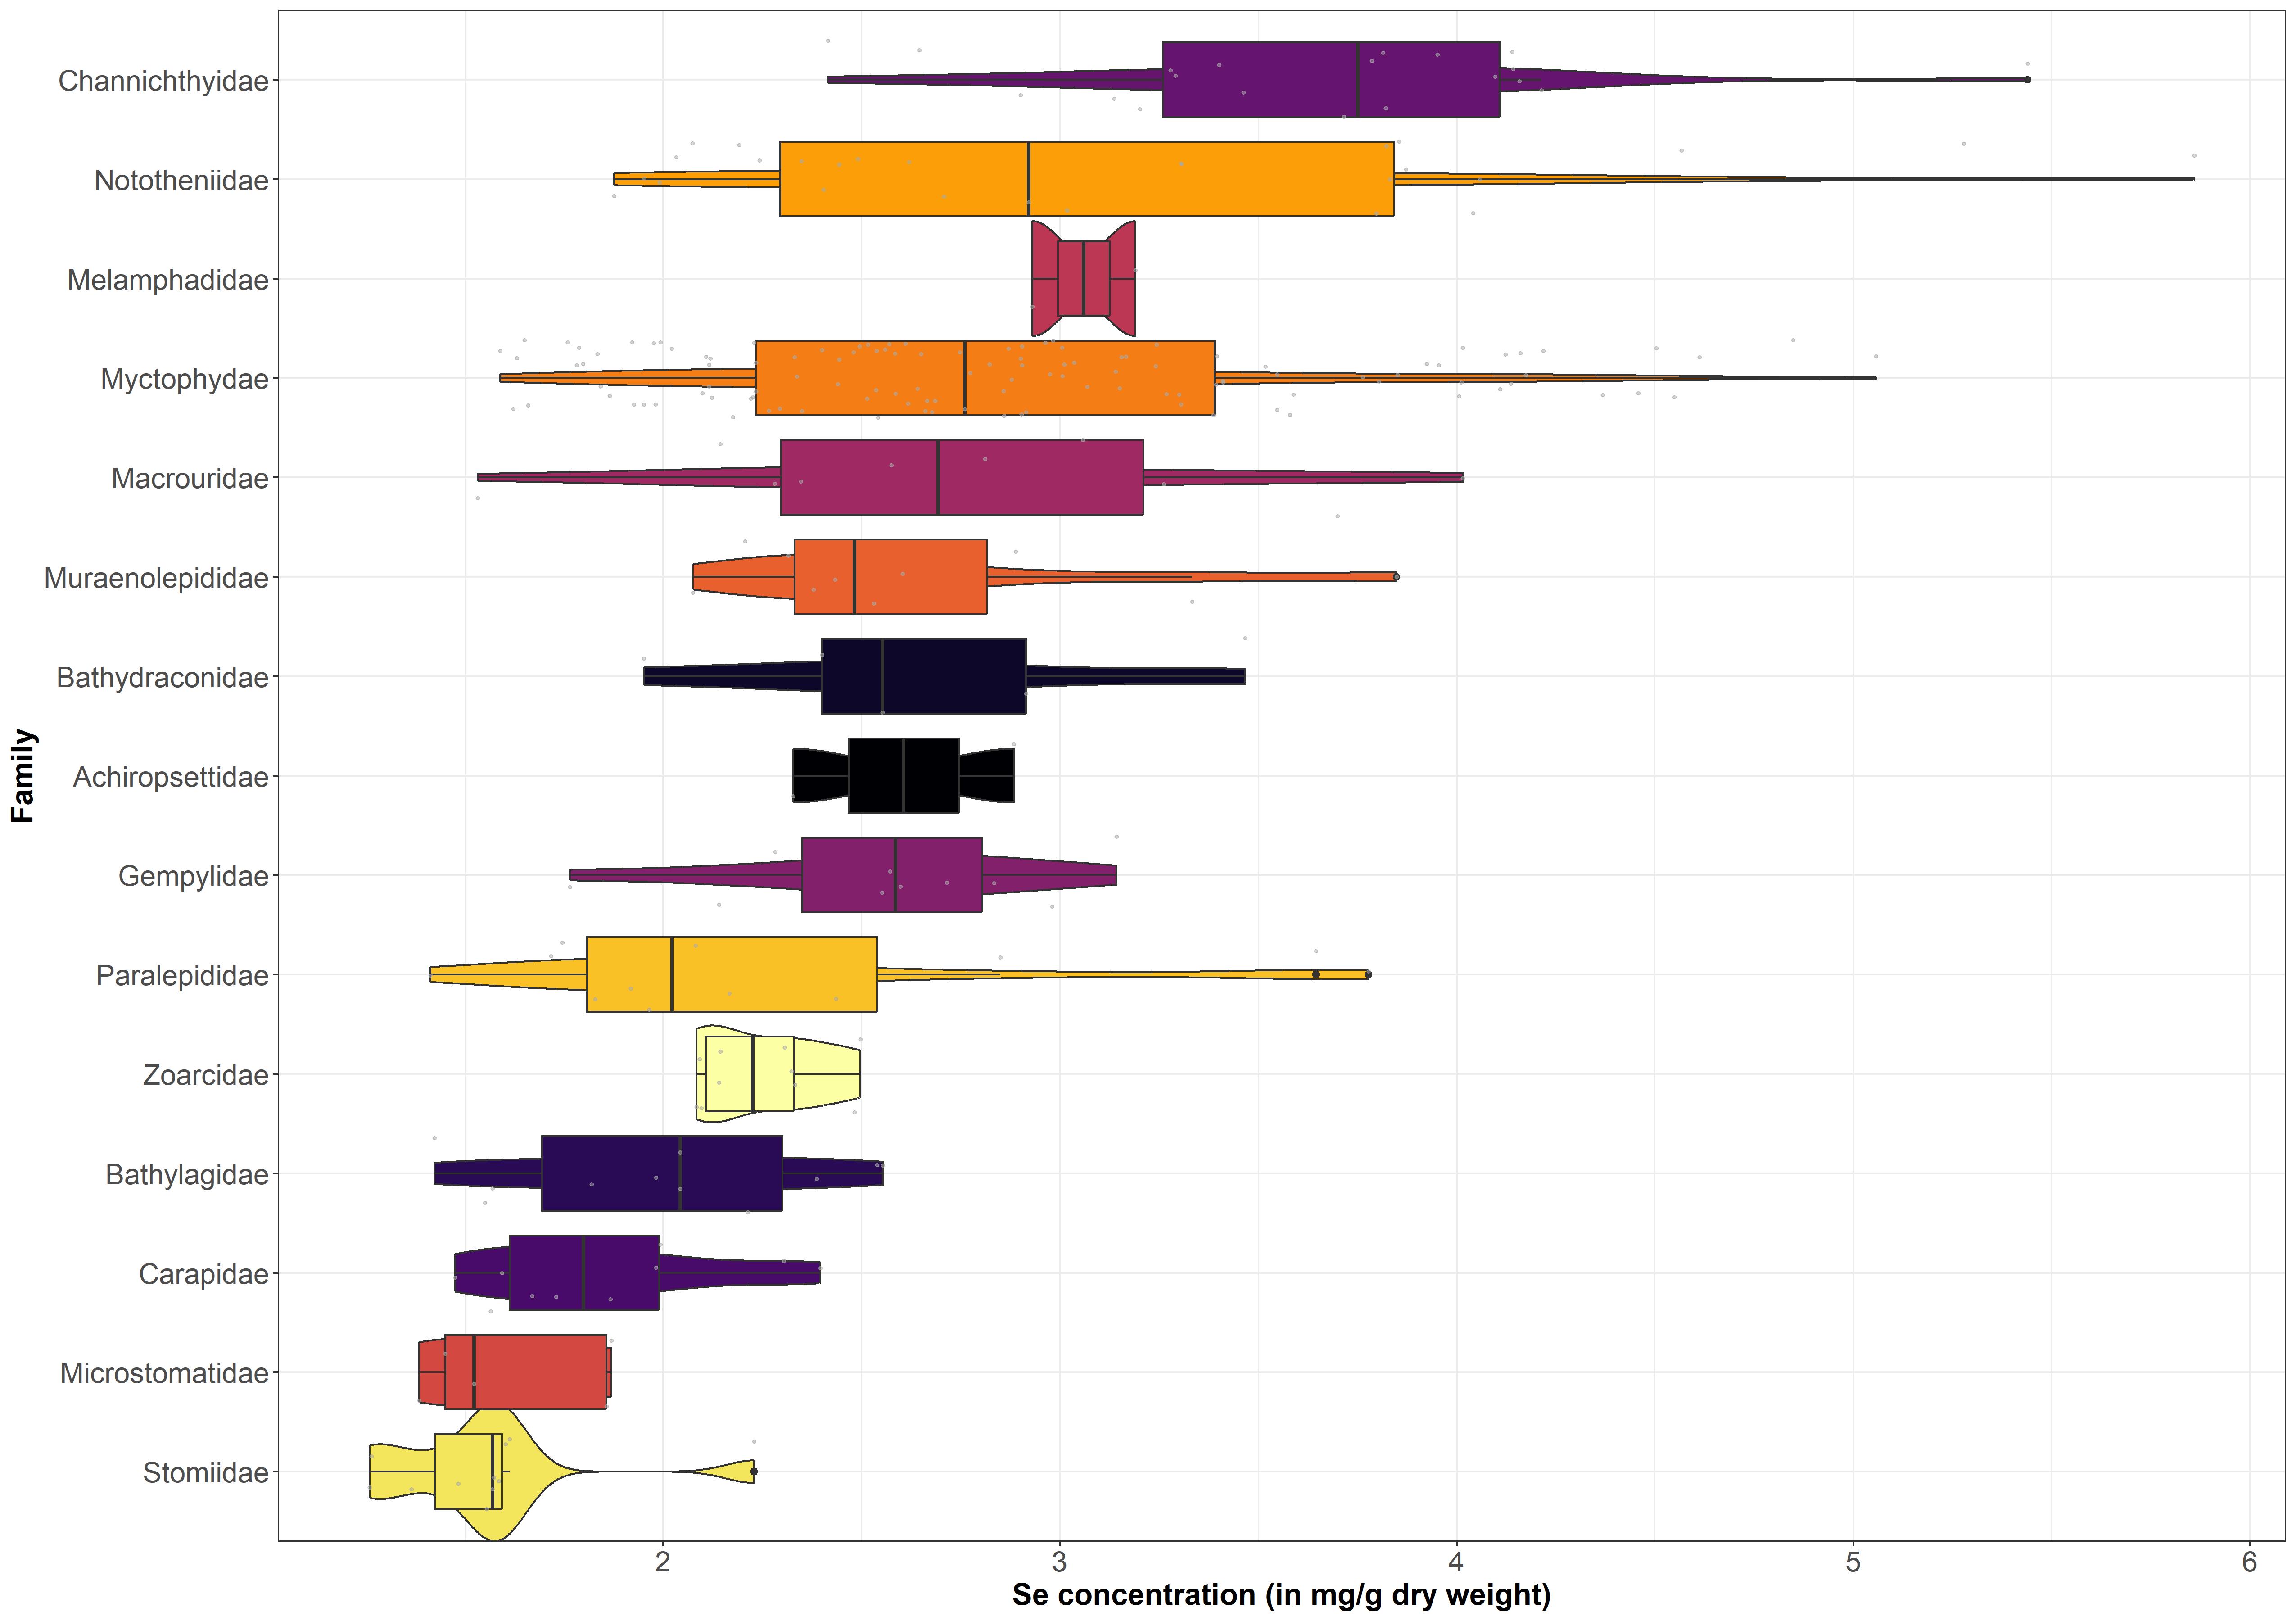 Channichthyidae
Nototheniidae
Melamphadidae
Myctophydae
Macrouridae
Muraenolepididae
Bathydraconidae
Achiropsettidae
Gempylidae
Paralepididae
Zoarcidae
Bathylagidae
Carapidae
Microstomatidae
Stomiidae
Family
2 3 4 5 6
Se concentration (in mg/g dry weight)